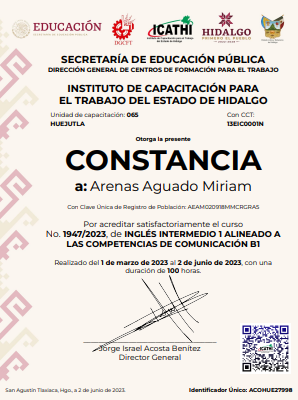 EDUCACIÓN
DGCFT
ICATHI
HIDALGO
PRIMERO EL PUEBLO
SECRETARÍA DE EDUCACIÓN PÚBLICA
DIRECCIÓN GENERAL DE CENTROS DE FORMACIÓN PARA EL TRABAJO
INSTITUTO DE CAPACITACIÓN PARA
EL TRABAJO DEL ESTADO DE HIDALGO
Unidad de capacitación: 065
HUEJUTLA
Con CCT:
13EIC0001N
Otorga la presente
CONSTANCIA
a: Arenas Aguado Miriam
Con Clave Única de Registro de Población: AEAM020918MMCRGRA5
Por acreditar satisfactoriamente el curso
No. 1947/2023, de INGLÉS INTERMEDIO 1 ALINEADO A
LAS COMPETENCIAS DE COMUNICACIÓN B1
Realizado del 1 de marzo de 2023 al 2 de junio de 2023, con una
duración de 100 horas.
Jorge Israel Acosta Benítez
Director General
ICATHI
San Agustín Tlaxiaca, Hgo., a 2 de junio de 2023.
Identificador Único: ACOHUE27998